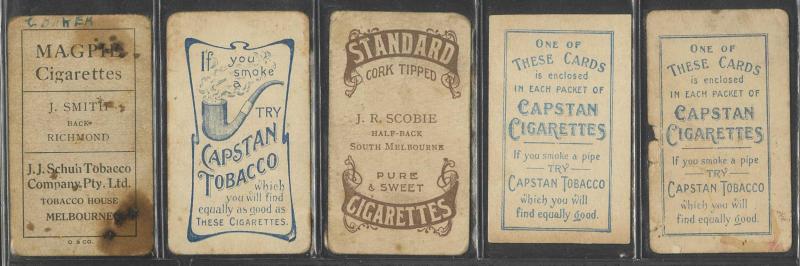 C BAKER
MAGPIE
Cigarettes
J. SMITH
BACK
RICHMOND
J. J. Schuh Tobacco
Company, Pty. Ltd.
TOBACCO HOUSE
MELBOURNE
O & CO.
If you
smoke
a
TRY
CAPSTAN
TOBACCO
which
you will find
equally as good as
THESE CIGARETTES.
STANDARD
CORK TIPPED
J. R. SCOBIE
HALF-BACK
SOUTH MELBOURNE
PURE
& SWEET
CIGARETTES
ONE OF
THESE CARDS
is enclosed
IN EACH PACKET OF
CAPSTAN
CIGARETTES
If you smoke a pipe
TRY
CAPSTAN TOBACCO
which you will
find equally good.
ONE OF
THESE CARDS
is enclosed
IN EACH PACKET OF
CAPSTAN
CIGARETTES
If you smoke a pipe
TRY
CAPSTAN TOBACCO
which you will
find equally good.